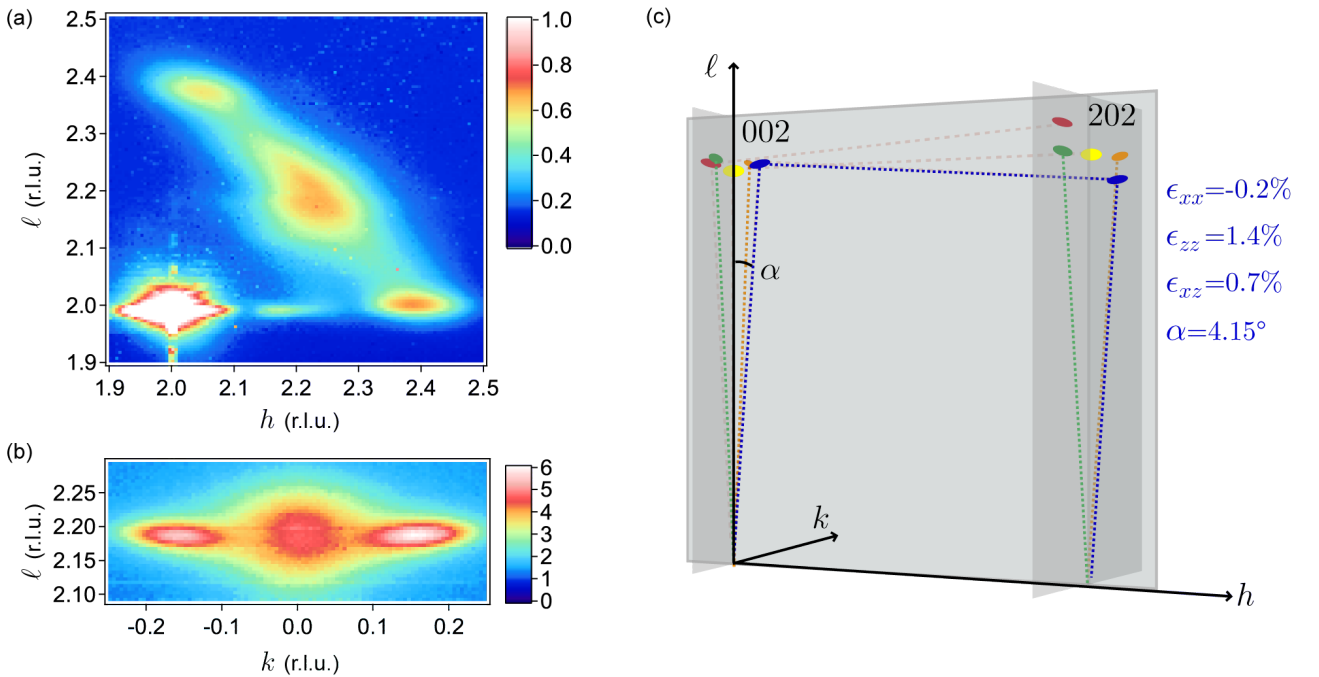 (a)
2.5
2.4
2.3
2.2
2.1
2.0
1.9
ℓ (r.l.u.)
1.9 2.0 2.1 2.2 2.3 2.4 2.5
h (r.l.u.)
1.0
0.8
0.6
0.4
0.2
0.0
(b)
2.25
2.20
2.15
2.10
ℓ (r.l.u.)
-0.2 -0.1 0.0 0.1 0.2
k (r.l.u.)
6
5
4
3
2
1
0
(c)
ℓ
002
202
α
k
h
ϵxx=-0.2%
ϵzz=1.4%
ϵxz=0.7%
α=4.15°